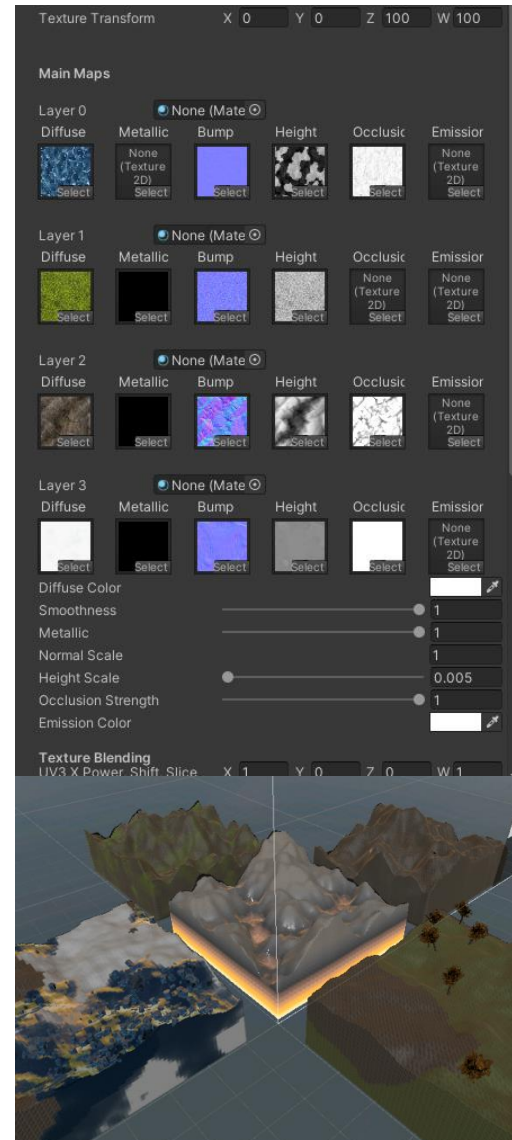 Texture Transform X 0 Y 0 Z 100 W 100
Main Maps
Layer 0 None (Mate
Diffuse Metallic Bump Height Occlusic Emissior
None (Texture 2D) None (Texture 2D)
Select Select Select Select Select Select
Layer 1 None (Mate
Diffuse Metallic Bump Height Occlusic Emissior
None (Texture 2D) None (Texture 2D)
Select Select Select Select Select Select
Layer 2 None (Mate
Diffuse Metallic Bump Height Occlusic Emissior
None (Texture 2D)
Select Select Select Select Select Select
Layer 3 None (Mate
Diffuse Metallic Bump Height Occlusic Emissior
None (Texture 2D)
Select Select Select Select Select Select
Diffuse Color
Smoothness 1
Metallic 1
Normal Scale 1
Height Scale 0.005
Occlusion Strength 1
Emission Color
Texture Blending
UV3 X Power, Shift, Slice X 1 Y 0 Z 0 W 1